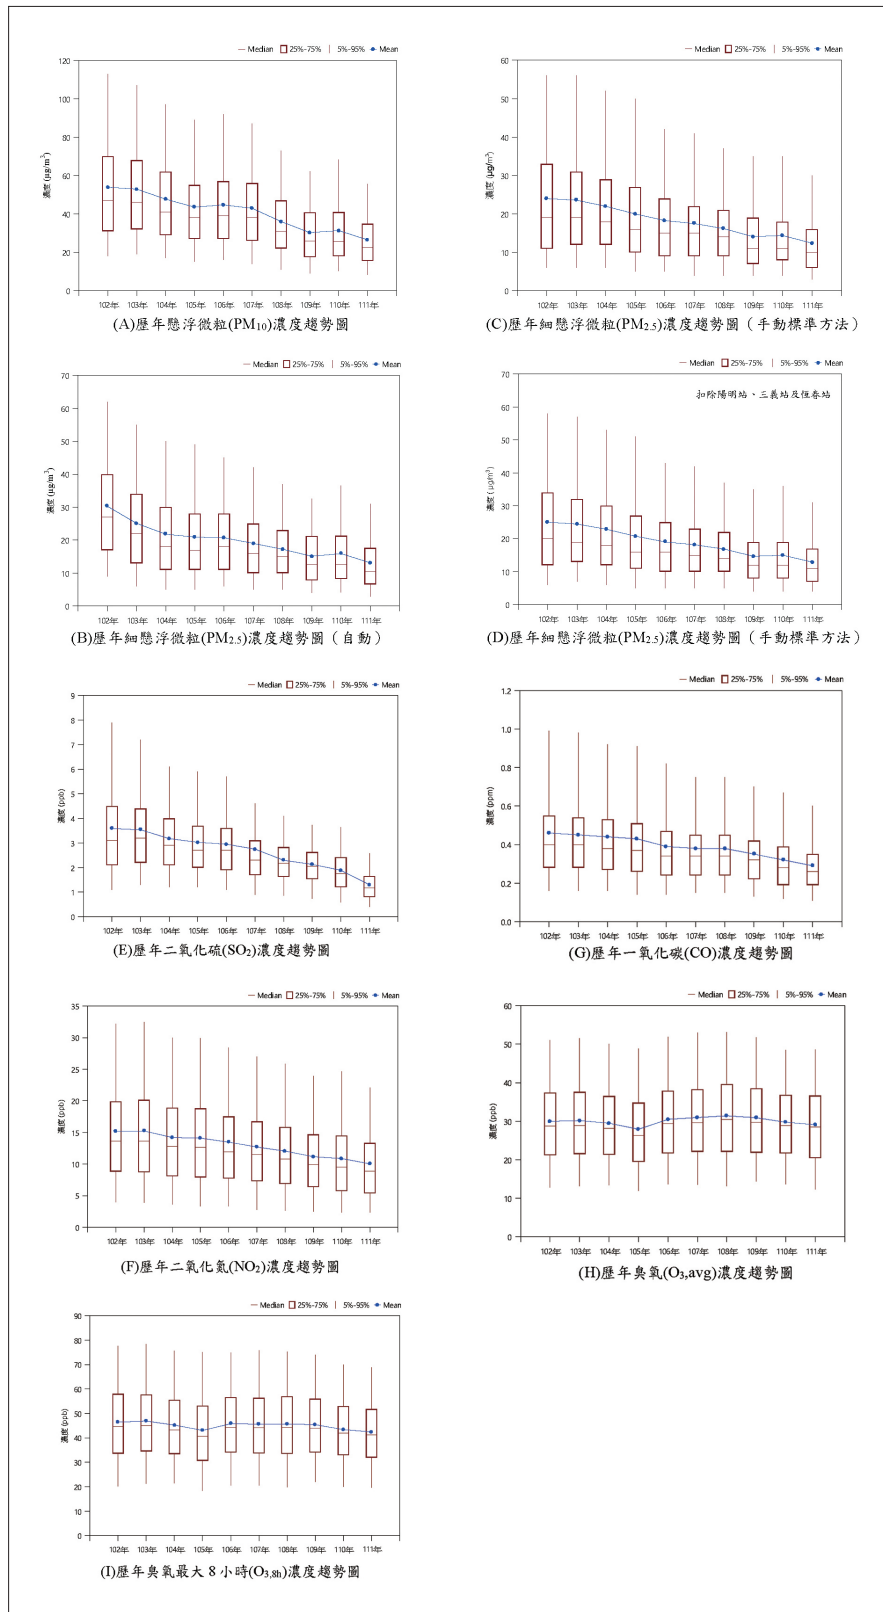 Median 25%-75% 5%-95% Mean
120
100
80
60
40
20
0
濃度 (μg/m³)
102年 103年 104年 105年 106年 107年 108年 109年 110年 111年
(A)歷年懸浮微粒(PM₁₀)濃度趨勢圖
Median 25%-75% 5%-95% Mean
60
50
40
30
20
10
0
濃度 (μg/m³)
102年 103年 104年 105年 106年 107年 108年 109年 110年 111年
(C)歷年細懸浮微粒(PM₂.₅)濃度趨勢圖（手動標準方法）
Median 25%-75% 5%-95% Mean
70
60
50
40
30
20
10
0
濃度 (μg/m³)
102年 103年 104年 105年 106年 107年 108年 109年 110年 111年
(B)歷年細懸浮微粒(PM₂.₅)濃度趨勢圖（自動）
Median 25%-75% 5%-95% Mean
扣除陽明站、三義站及恆春站
70
60
50
40
30
20
10
0
濃度 (μg/m³)
102年 103年 104年 105年 106年 107年 108年 109年 110年 111年
(D)歷年細懸浮微粒(PM₂.₅)濃度趨勢圖（手動標準方法）
Median 25%-75% 5%-95% Mean
9
8
7
6
5
4
3
2
1
0
濃度 (ppb)
102年 103年 104年 105年 106年 107年 108年 109年 110年 111年
(E)歷年二氧化硫(SO₂)濃度趨勢圖
Median 25%-75% 5%-95% Mean
1.2
1.0
0.8
0.6
0.4
0.2
0.0
濃度 (ppm)
102年 103年 104年 105年 106年 107年 108年 109年 110年 111年
(G)歷年一氧化碳(CO)濃度趨勢圖
Median 25%-75% 5%-95% Mean
35
30
25
20
15
10
5
0
濃度 (ppb)
102年 103年 104年 105年 106年 107年 108年 109年 110年 111年
(F)歷年二氧化氮(NO₂)濃度趨勢圖
Median 25%-75% 5%-95% Mean
60
50
40
30
20
10
0
濃度 (ppb)
102年 103年 104年 105年 106年 107年 108年 109年 110年 111年
(H)歷年臭氧(O₃,avg)濃度趨勢圖
Median 25%-75% 5%-95% Mean
90
80
70
60
50
40
30
20
10
0
濃度 (ppb)
102年 103年 104年 105年 106年 107年 108年 109年 110年 111年
(I)歷年臭氧最大 8 小時(O₃,₈ₕ)濃度趨勢圖